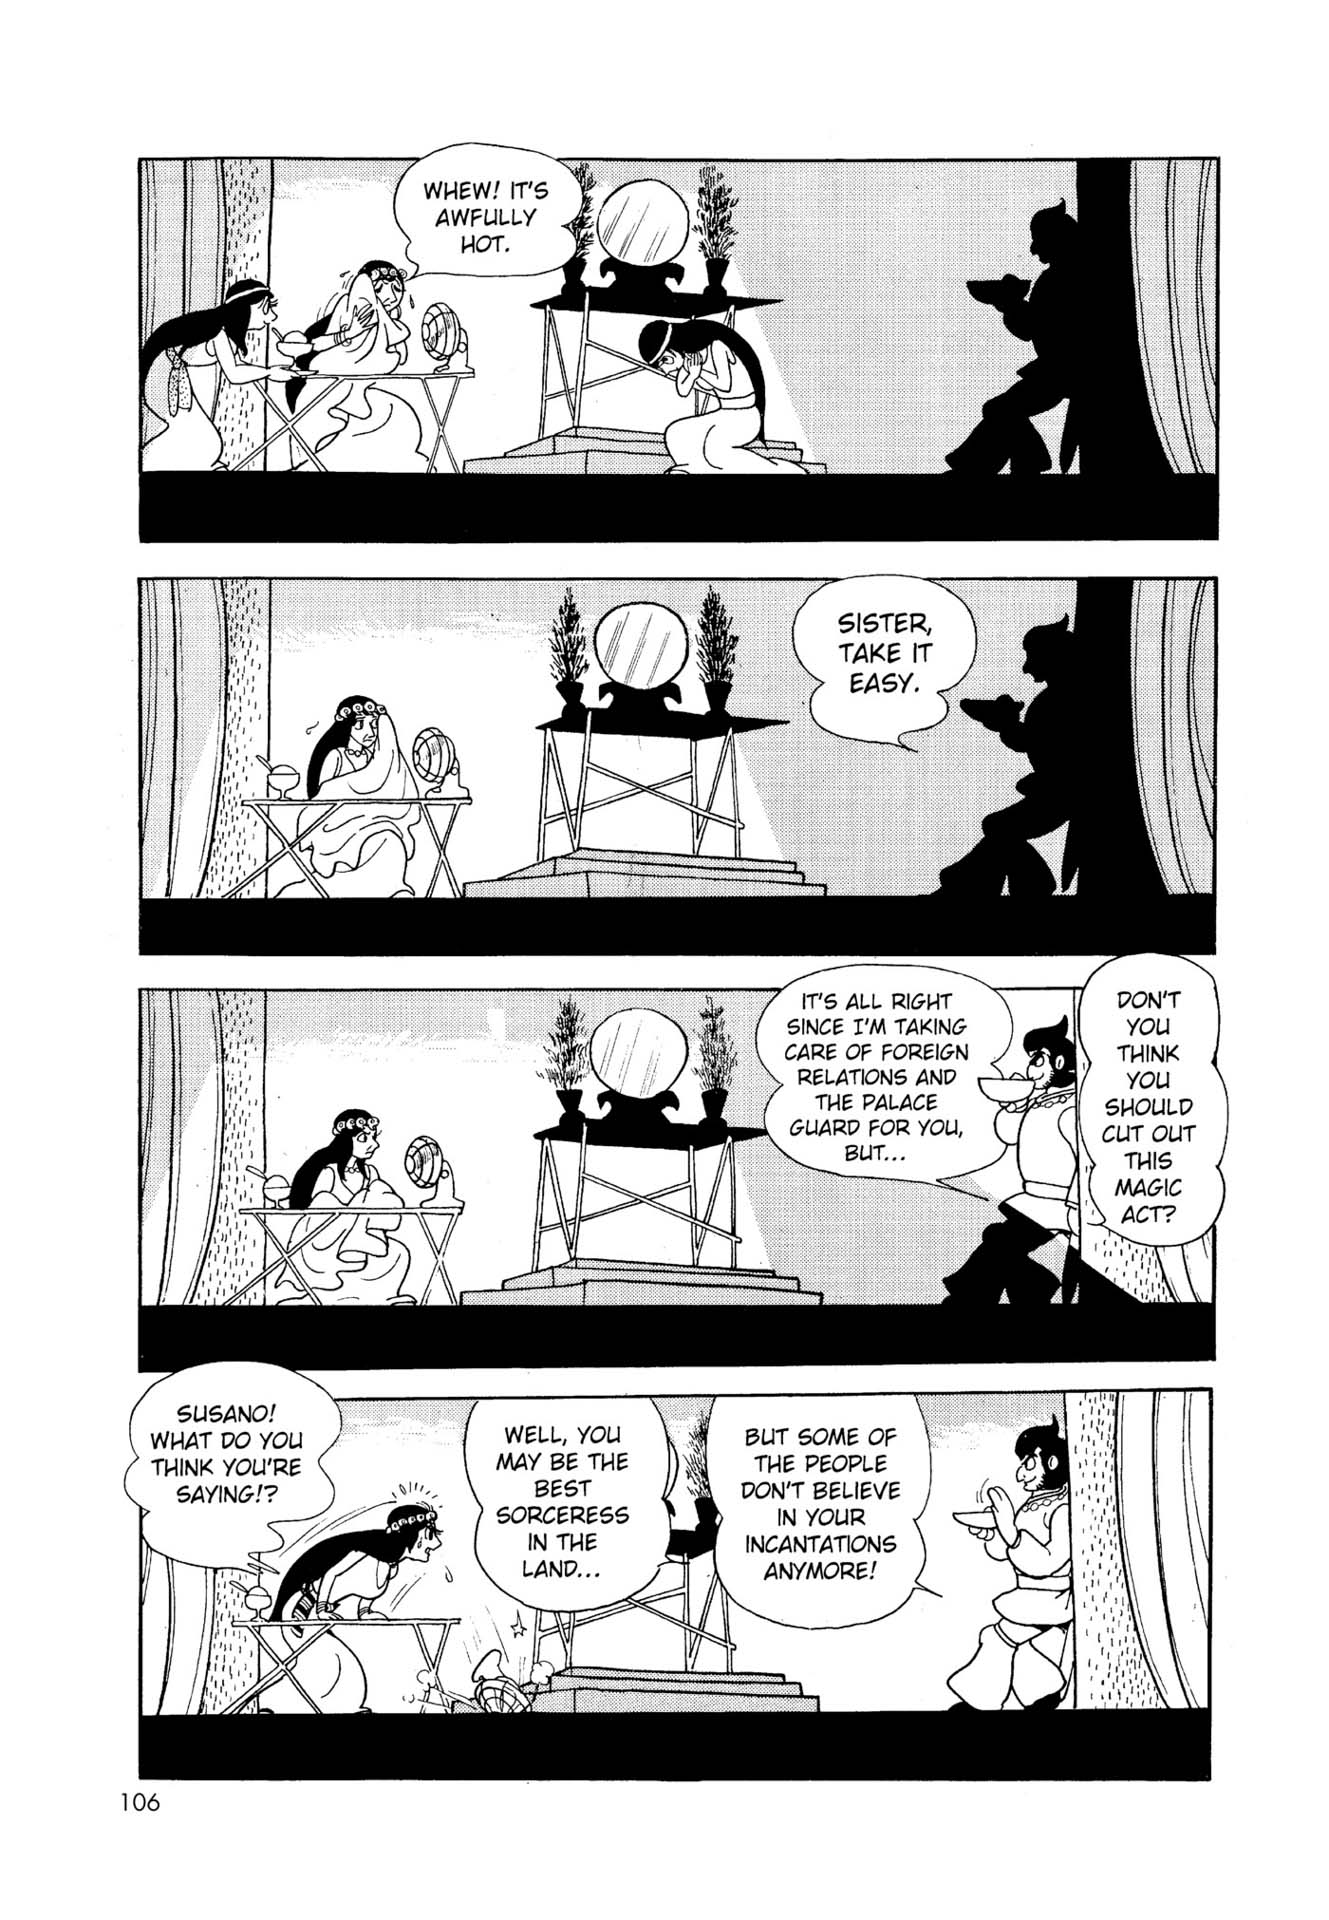 WHEW! IT'S
AWFULLY
HOT.
SISTER,
TAKE IT
EASY.
IT'S ALL RIGHT
SINCE I'M TAKING
CARE OF FOREIGN
RELATIONS AND
THE PALACE
GUARD FOR YOU,
BUT...
DON'T
YOU
THINK
YOU
SHOULD
CUT OUT
THIS
MAGIC
ACT?
SUSANO!
WHAT DO YOU
THINK YOU'RE
SAYING!?
WELL, YOU
MAY BE THE
BEST
SORCERESS
IN THE
LAND...
BUT SOME OF
THE PEOPLE
DON'T BELIEVE
IN YOUR
INCANTATIONS
ANYMORE!
106